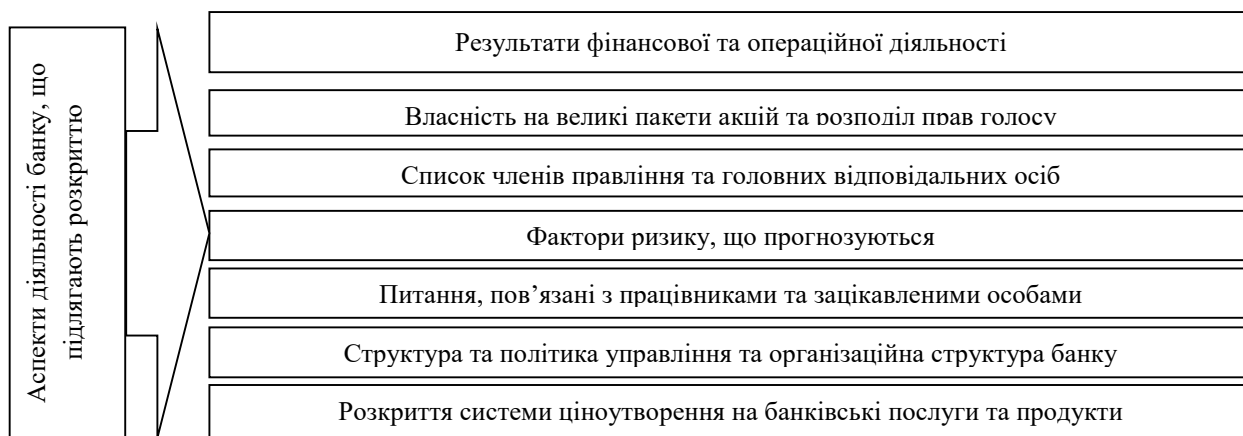 Аспекти діяльності банку, що
підлягають розкриттю
Результати фінансової та операційної діяльності
Власність на великі пакети акцій та розподіл прав голосу
Список членів правління та головних відповідальних осіб
Фактори ризику, що прогнозуються
Питання, пов’язані з працівниками та зацікавленими особами
Структура та політика управління та організаційна структура банку
Розкриття системи ціноутворення на банківські послуги та продукти